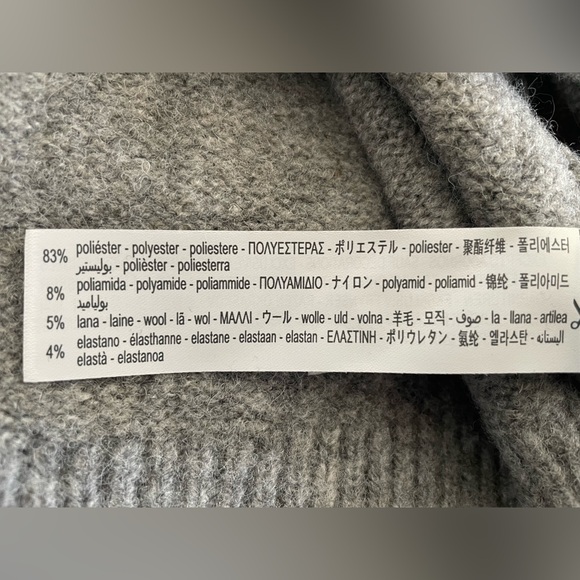 83% poliéster - polyester - poliestere - ΠΟΛΥΕΣΤΕΡΑΣ - ポリエステル - poliester - 聚酯纤维 - 폴리에스터
بوليستير - polièster - poliesterra
8% poliamida - polyamide - poliammide - ΠΟΛΥΑΜΙΔΙΟ - ナイロン - polyamid - poliamid - 锦纶 - 폴리아미드
بولياميد
5% lana - laine - wool - lã - wol - ΜΑΛΛΙ - ウール - wolle - uld - volna - 羊毛 - 모직 - صوف - la - llana - artilea
4% elastano - élasthanne - elastane - elastaan - elastan - ΕΛΑΣΤΙΝΗ - ポリウレタン - 氨纶 - 엘라스탄 - اليستانه
elastà - elastanoa